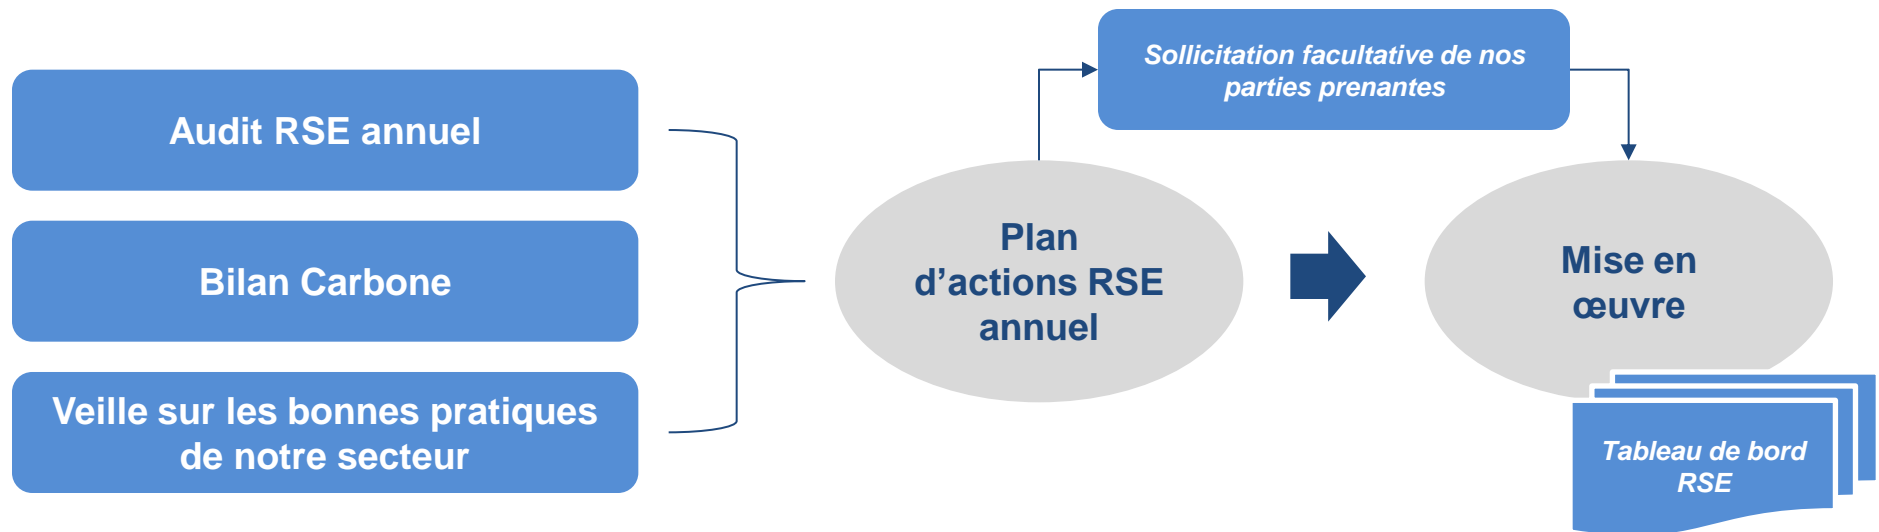 Audit RSE annuel
Bilan Carbone
Veille sur les bonnes pratiques
de notre secteur
Plan
d’actions RSE
annuel
Sollicitation facultative de nos
parties prenantes
Mise en
œuvre
Tableau de bord
RSE